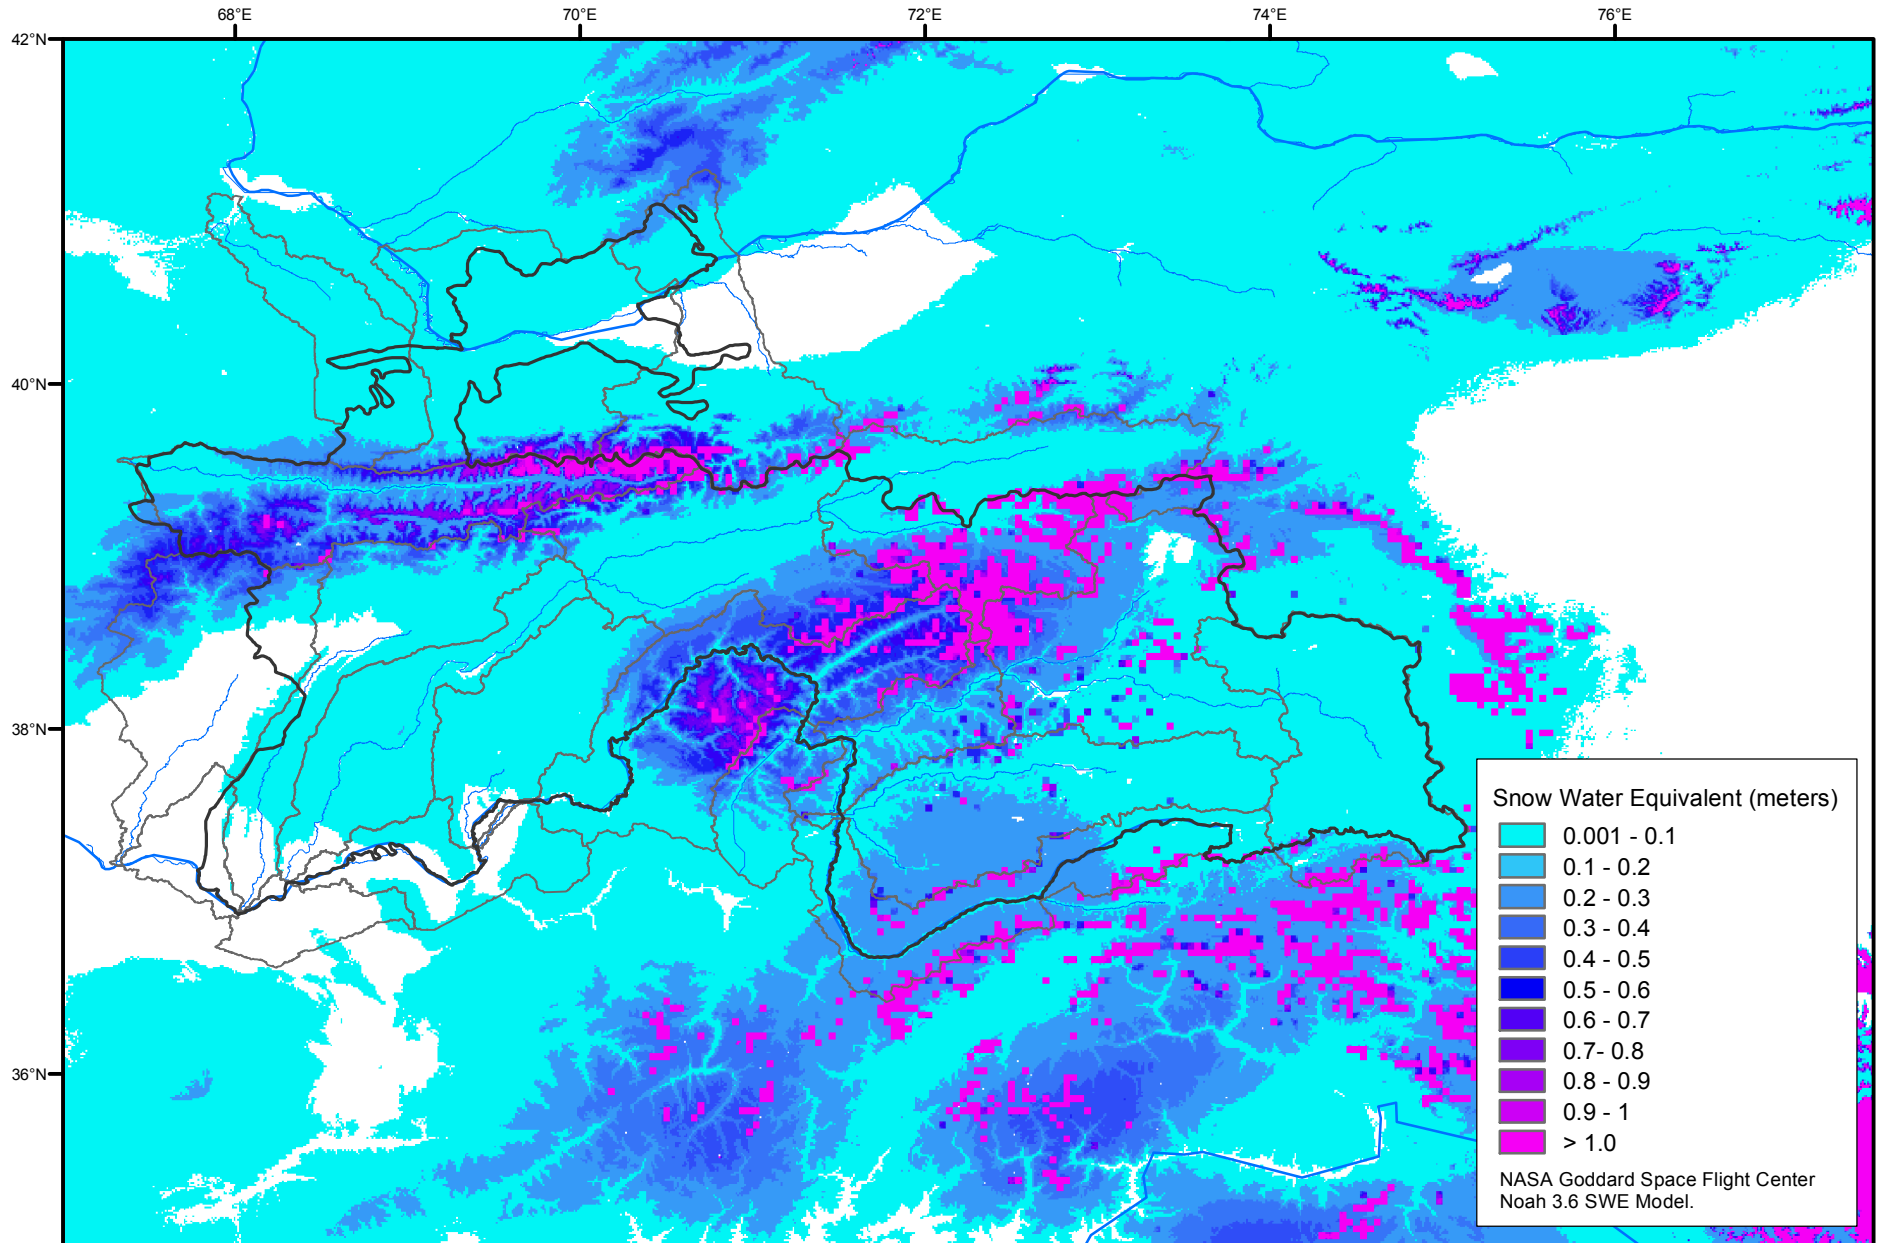 68°E
70°E
72°E
74°E
76°E
42°N
40°N
38°N
36°N
Snow Water Equivalent (meters)
0.001 - 0.1
0.1 - 0.2
0.2 - 0.3
0.3 - 0.4
0.4 - 0.5
0.5 - 0.6
0.6 - 0.7
0.7- 0.8
0.8 - 0.9
0.9 - 1
> 1.0
NASA Goddard Space Flight Center
Noah 3.6 SWE Model.